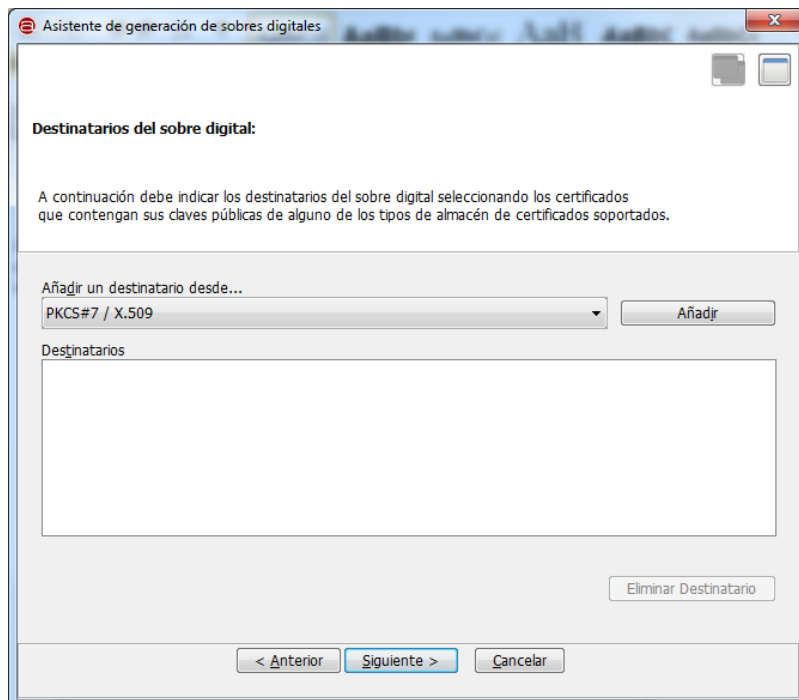 Asistente de generación de sobres digitales
Destinatarios del sobre digital:
A continuación debe indicar los destinatarios del sobre digital seleccionando los certificados
que contengan sus claves públicas de alguno de los tipos de almacén de certificados soportados.
Añadir un destinatario desde...
PKCS#7 / X.509
Añadir
Destinatarios
Eliminar Destinatario
< Anterior
Siguiente >
Cancelar